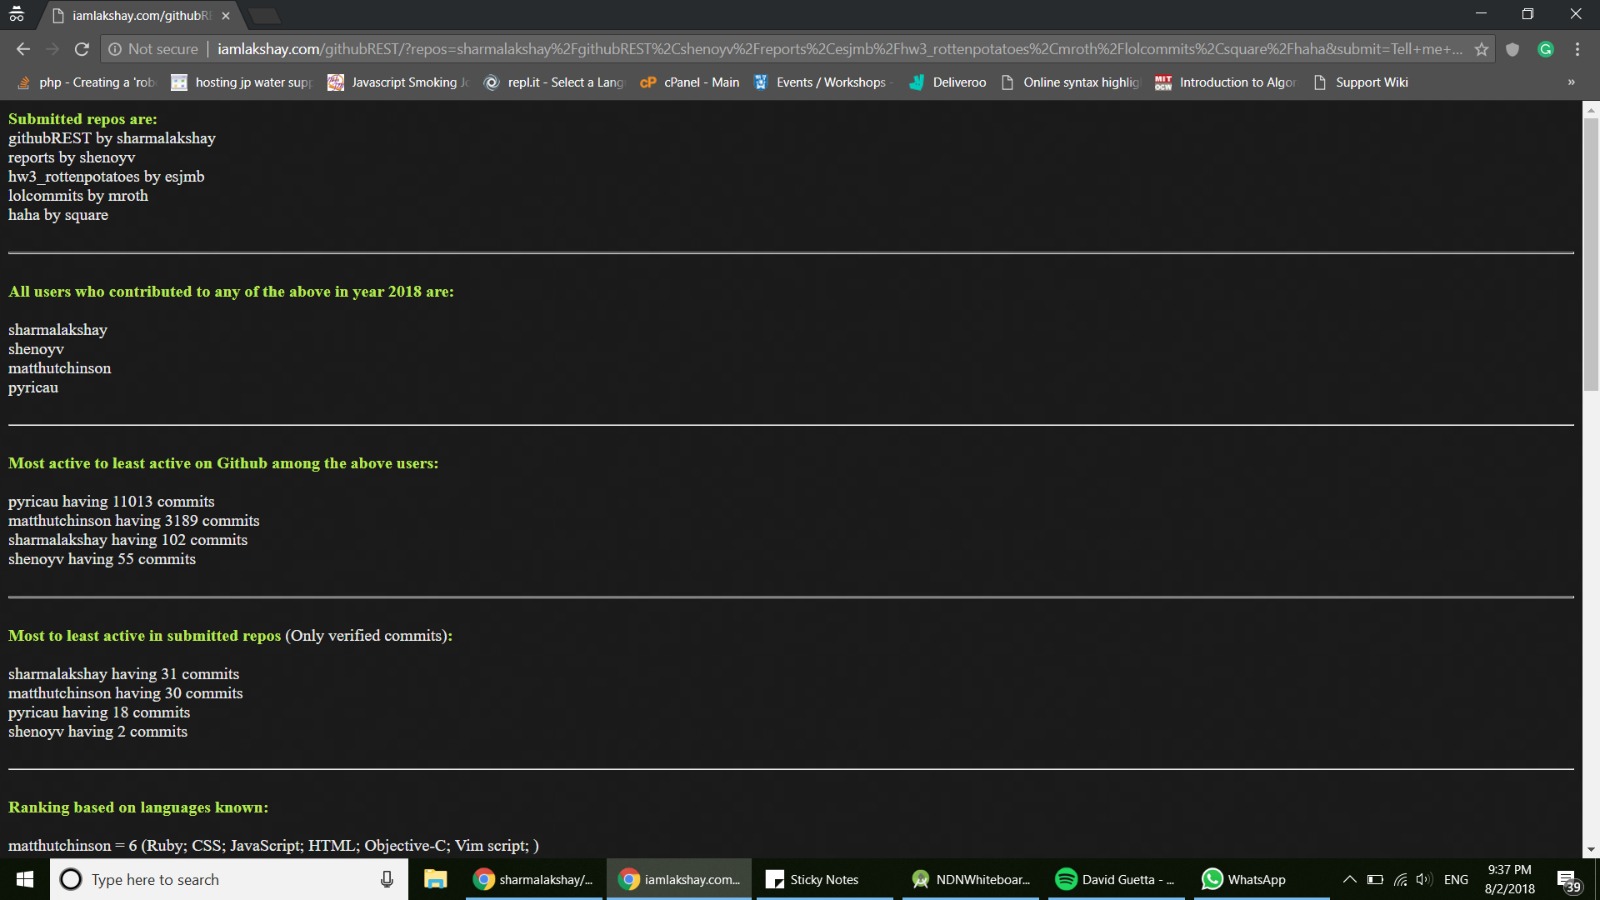 iamlakshay.com/githubRE
Not secure | iamlakshay.com/githubREST/?repos=sharmalakshay%2FgithubREST%2Cshenoyv%2Freports%2Cesjmb%2Fhw3_rottenpotatoes%2Cmroth%2Flolcommits%2Csquare%2Fhaha&submit=Tell+me+...
php - Creating a 'rob
hosting jp water supp
Javascript Smoking Jo
repl.it - Select a Lang
cP cPanel - Main
Events / Workshops
Deliveroo
Online syntax highlig
MIT OCW Introduction to Algor
Support Wiki
»
Submitted repos are:
githubREST by sharmalakshay
reports by shenoyv
hw3_rottenpotatoes by esjmb
lolcommits by mroth
haha by square
All users who contributed to any of the above in year 2018 are:
sharmalakshay
shenoyv
matthutchinson
pyricau
Most active to least active on Github among the above users:
pyricau having 11013 commits
matthutchinson having 3189 commits
sharmalakshay having 102 commits
shenoyv having 55 commits
Most to least active in submitted repos (Only verified commits):
sharmalakshay having 31 commits
matthutchinson having 30 commits
pyricau having 18 commits
shenoyv having 2 commits
Ranking based on languages known:
matthutchinson = 6 (Ruby; CSS; JavaScript; HTML; Objective-C; Vim script; )
Type here to search
sharmalakshay/...
iamlakshay.com...
Sticky Notes
NDNWhiteboar...
David Guetta - ...
WhatsApp
ENG
9:37 PM
8/2/2018
39